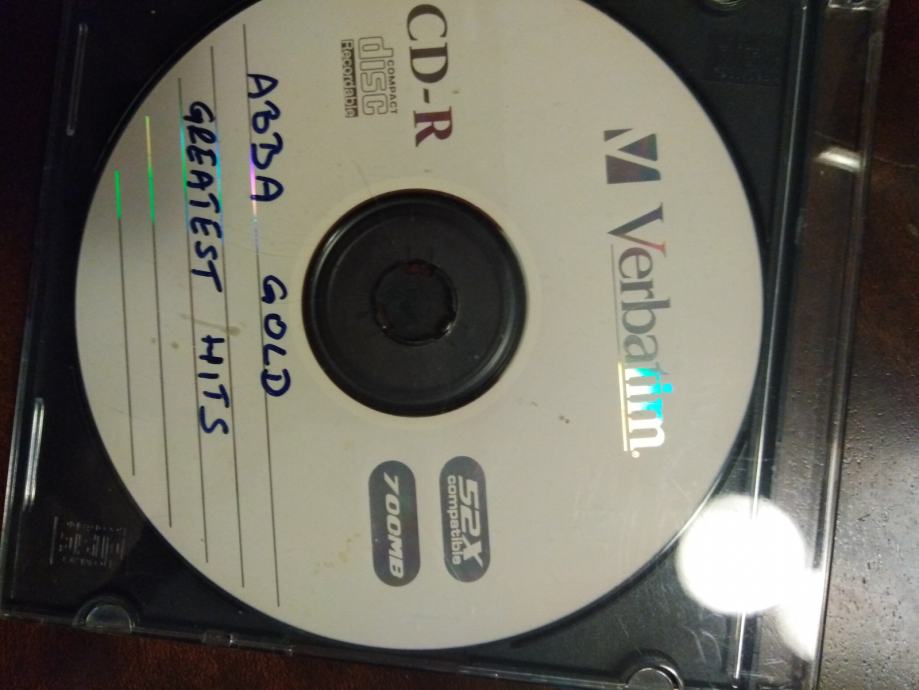 Verbatim.
CD-R
COMPACT
disc
Recordable
52X
compatible
700MB
ABBA GOLD
GREATEST HITS